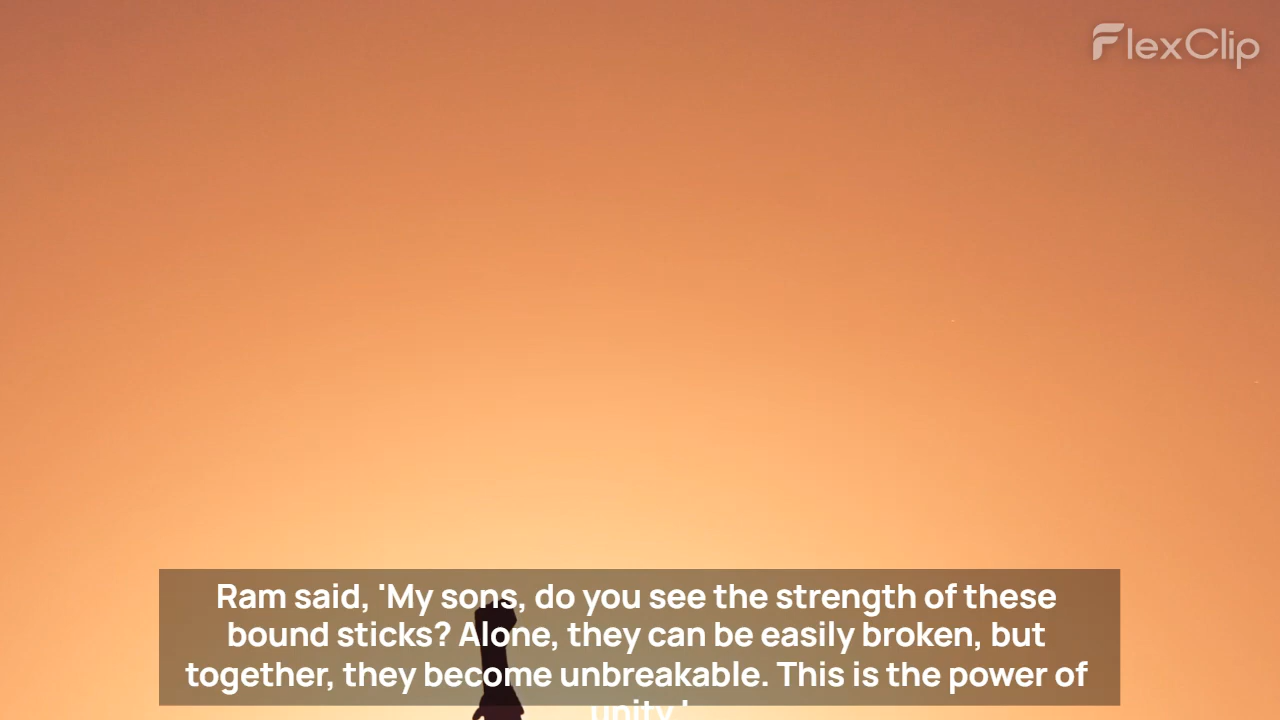 FlexClip
Ram said, 'My sons, do you see the strength of these
bound sticks? Alone, they can be easily broken, but
together, they become unbreakable. This is the power of
unity.'